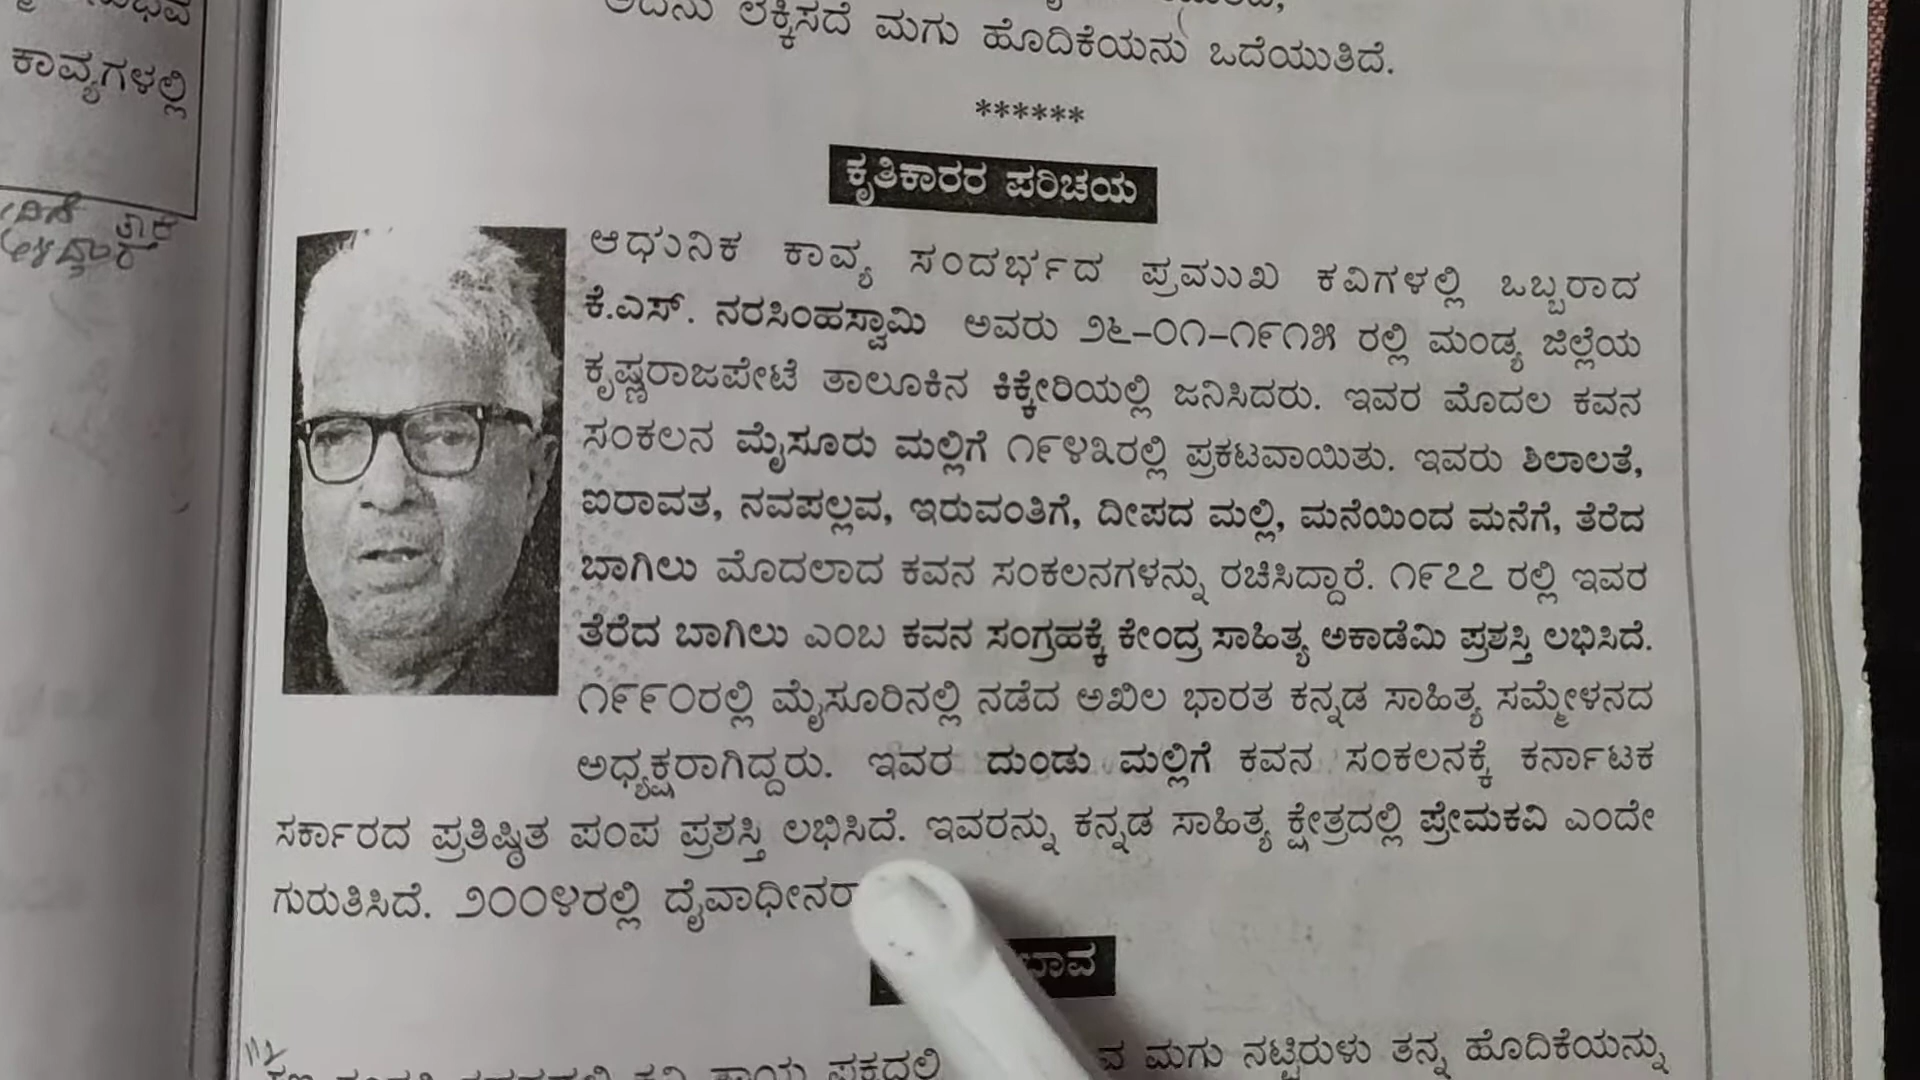 ಕಾವ್ಯಗಳಲ್ಲಿ
ಲಕ್ಕಿಸದೆ ಮಗು ಹೊದಿಕೆಯನು ಒದೆಯುತಿದೆ.
******
ಕೃತಿಕಾರರ ಪರಿಚಯ
ಆಧುನಿಕ ಕಾವ್ಯ ಸಂದರ್ಭದ ಪ್ರಮುಖ ಕವಿಗಳಲ್ಲಿ ಒಬ್ಬರಾದ
ಕೆ.ಎಸ್. ನರಸಿಂಹಸ್ವಾಮಿ ಅವರು ೨೬-೦೧-೧೯೧೫ ರಲ್ಲಿ ಮಂಡ್ಯ ಜಿಲ್ಲೆಯ
ಕೃಷ್ಣರಾಜಪೇಟೆ ತಾಲೂಕಿನ ಕಿಕ್ಕೇರಿಯಲ್ಲಿ ಜನಿಸಿದರು. ಇವರ ಮೊದಲ ಕವನ
ಸಂಕಲನ ಮೈಸೂರು ಮಲ್ಲಿಗೆ ೧೯೪೩ರಲ್ಲಿ ಪ್ರಕಟವಾಯಿತು. ಇವರು ಶಿಲಾಲತೆ,
ಐರಾವತ, ನವಪಲ್ಲವ, ಇರುವಂತಿಗೆ, ದೀಪದ ಮಲ್ಲಿ, ಮನೆಯಿಂದ ಮನೆಗೆ, ತೆರೆದ
ಬಾಗಿಲು ಮೊದಲಾದ ಕವನ ಸಂಕಲನಗಳನ್ನು ರಚಿಸಿದ್ದಾರೆ. ೧೯೭೭ ರಲ್ಲಿ ಇವರ
ತೆರೆದ ಬಾಗಿಲು ಎಂಬ ಕವನ ಸಂಗ್ರಹಕ್ಕೆ ಕೇಂದ್ರ ಸಾಹಿತ್ಯ ಅಕಾಡೆಮಿ ಪ್ರಶಸ್ತಿ ಲಭಿಸಿದೆ.
೧೯೯೦ರಲ್ಲಿ ಮೈಸೂರಿನಲ್ಲಿ ನಡೆದ ಅಖಿಲ ಭಾರತ ಕನ್ನಡ ಸಾಹಿತ್ಯ ಸಮ್ಮೇಳನದ
ಅಧ್ಯಕ್ಷರಾಗಿದ್ದರು. ಇವರ ದುಂಡು ಮಲ್ಲಿಗೆ ಕವನ ಸಂಕಲನಕ್ಕೆ ಕರ್ನಾಟಕ
ಸರ್ಕಾರದ ಪ್ರತಿಷ್ಠಿತ ಪಂಪ ಪ್ರಶಸ್ತಿ ಲಭಿಸಿದೆ. ಇವರನ್ನು ಕನ್ನಡ ಸಾಹಿತ್ಯ ಕ್ಷೇತ್ರದಲ್ಲಿ ಪ್ರೇಮಕವಿ ಎಂದೇ
ಗುರುತಿಸಿದೆ. ೨೦೦೪ರಲ್ಲಿ ದೈವಾಧೀನರಾ
ಮಗು ನಟ್ಟಿರುಳು ತನ್ನ ಹೊದಿಕೆಯನ್ನು